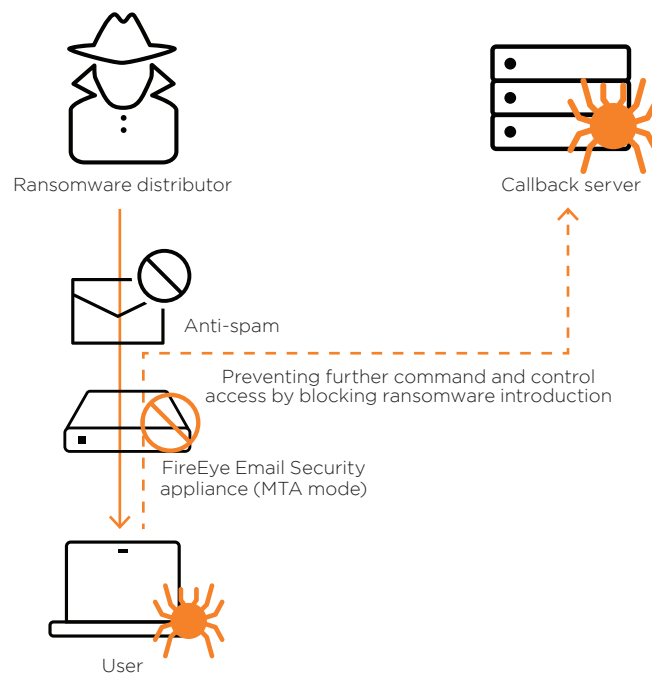 Ransomware distributor
Callback server
Anti-spam
Preventing further command and control
access by blocking ransomware introduction
FireEye Email Security
appliance (MTA mode)
User